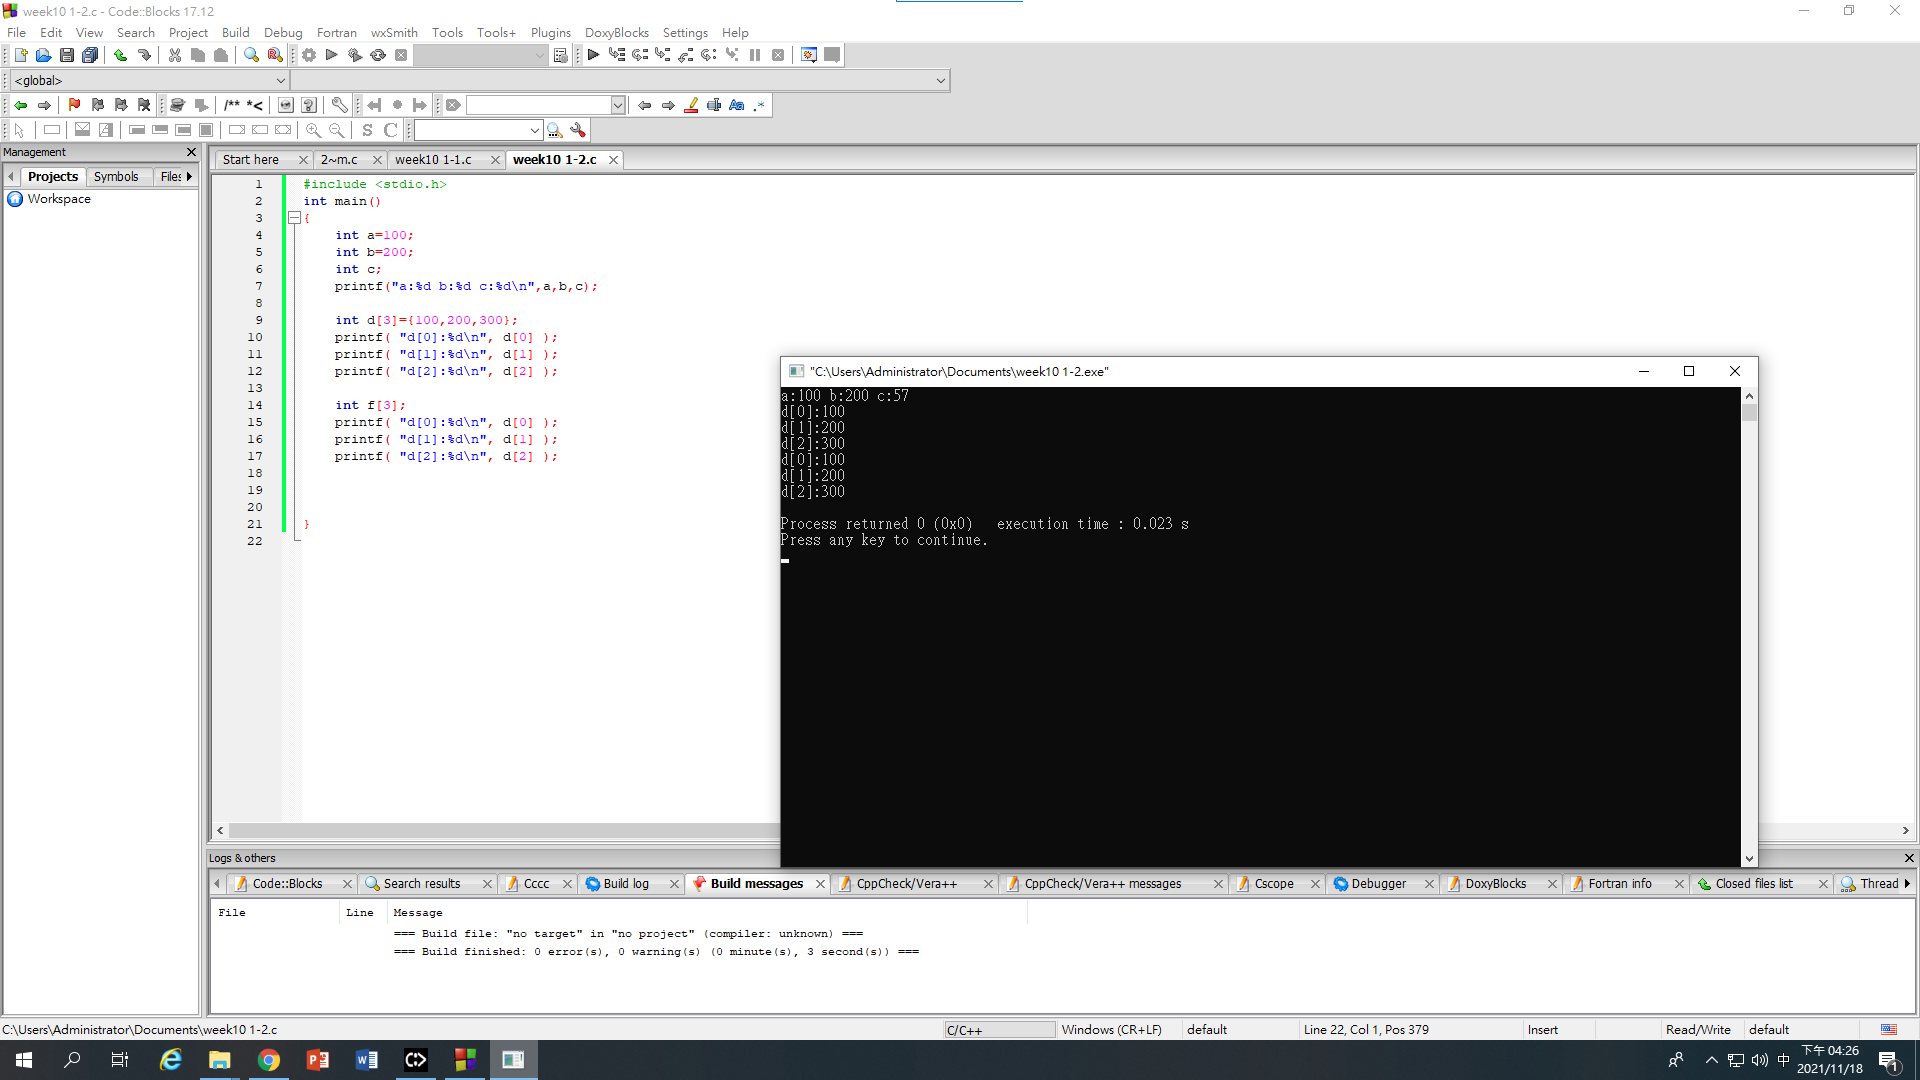 week10 1-2.c - Code::Blocks 17.12
File Edit View Search Project Build Debug Fortran wxSmith Tools Tools+ Plugins DoxyBlocks Settings Help
<global>
/** *<
Aa .*
S C
Management
Projects Symbols Files
Workspace
Start here 2~m.c week10 1-1.c week10 1-2.c
1 #include <stdio.h>
2 int main()
3 {
4 int a=100;
5 int b=200;
6 int c;
7 printf("a:%d b:%d c:%d\n",a,b,c);
8
9 int d[3]={100,200,300};
10 printf( "d[0]:%d\n", d[0] );
11 printf( "d[1]:%d\n", d[1] );
12 printf( "d[2]:%d\n", d[2] );
13
14 int f[3];
15 printf( "d[0]:%d\n", d[0] );
16 printf( "d[1]:%d\n", d[1] );
17 printf( "d[2]:%d\n", d[2] );
18
19
20
21 }
22
"C:\Users\Administrator\Documents\week10 1-2.exe"
a:100 b:200 c:57
d[0]:100
d[1]:200
d[2]:300
d[0]:100
d[1]:200
d[2]:300
Process returned 0 (0x0) execution time : 0.023 s
Press any key to continue.
Logs & others
Code::Blocks Search results Cccc Build log Build messages CppCheck/Vera++ CppCheck/Vera++ messages Cscope Debugger DoxyBlocks Fortran info Closed files list Thread
File Line Message
=== Build file: "no target" in "no project" (compiler: unknown) ===
=== Build finished: 0 error(s), 0 warning(s) (0 minute(s), 3 second(s)) ===
C:\Users\Administrator\Documents\week10 1-2.c C/C++ Windows (CR+LF) default Line 22, Col 1, Pos 379 Insert Read/Write default
中 下午 04:26
2021/11/18 1